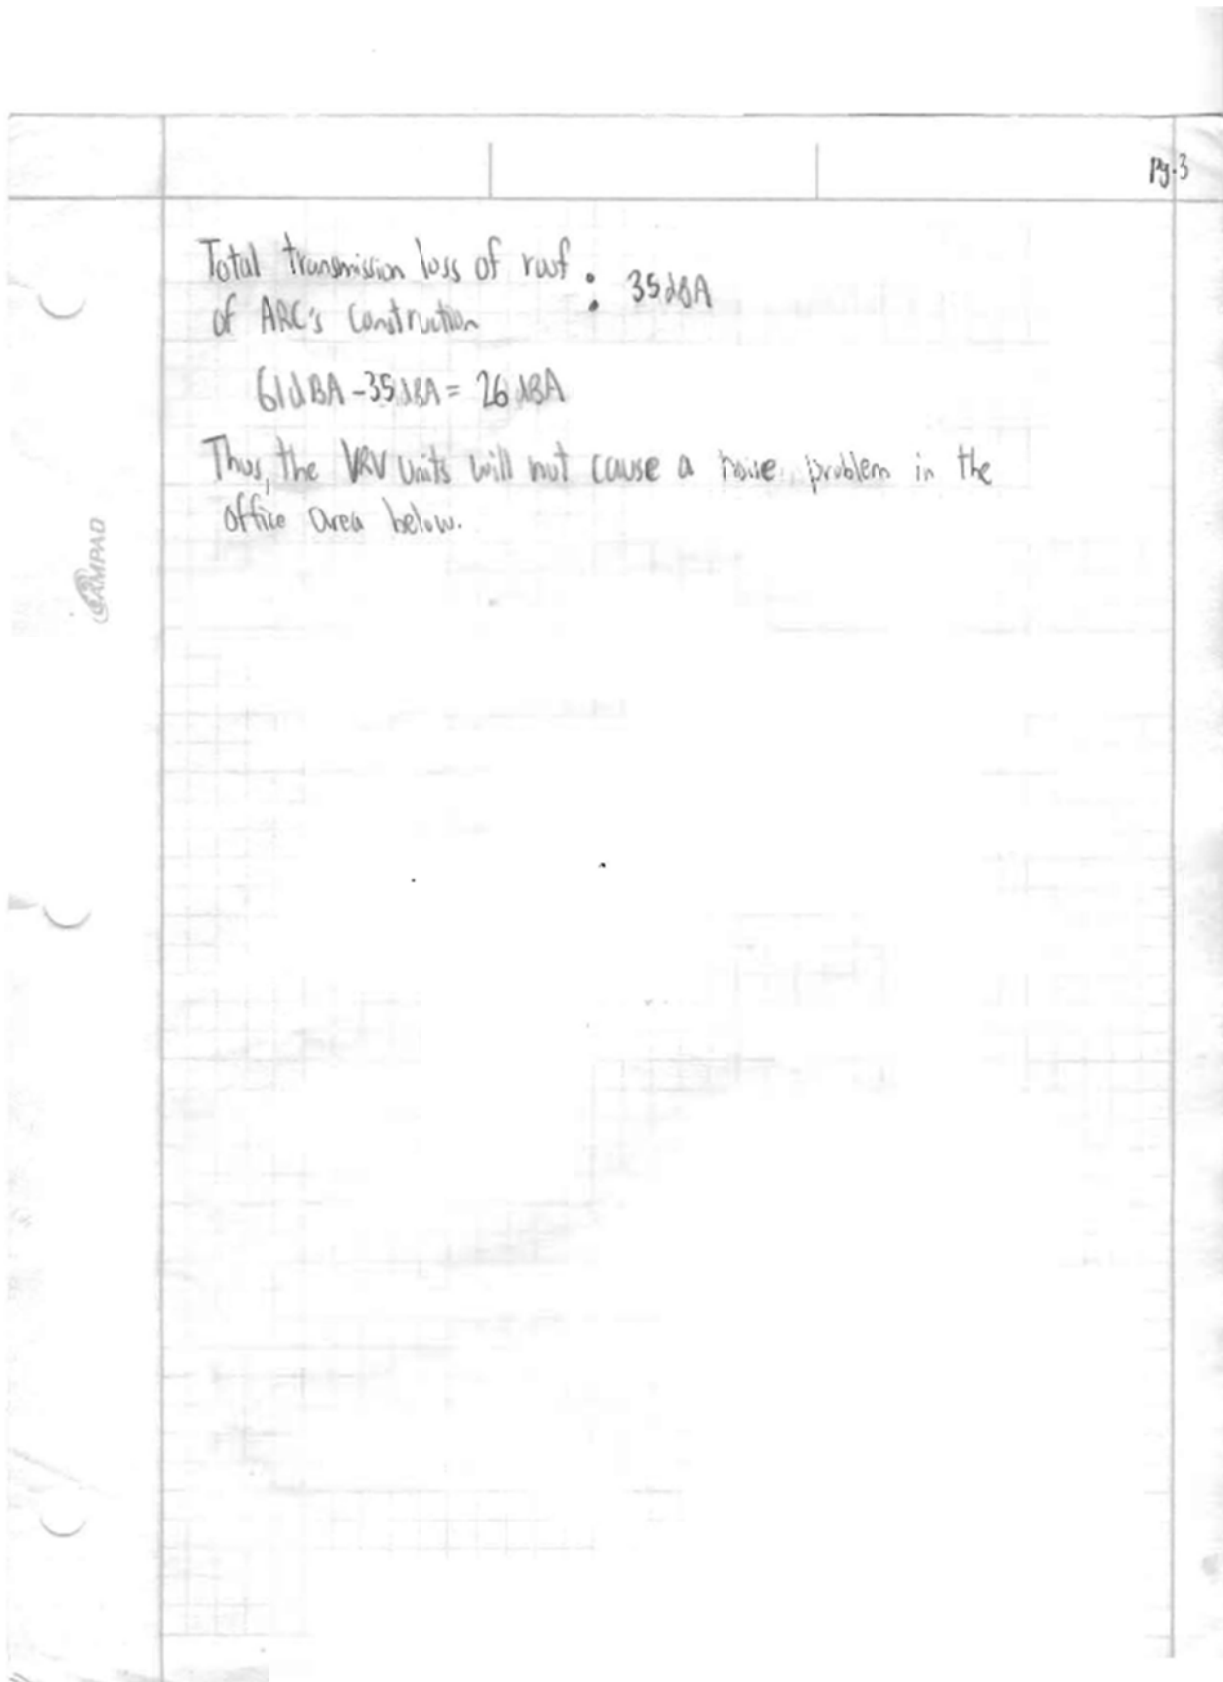 pg.3
Total transmission loss of roof : 35dBA
of ARC's Construction
61dBA - 35dBA = 26dBA
Thus, the VRV units will not cause a noise problem in the
office area below.
CAMPAD